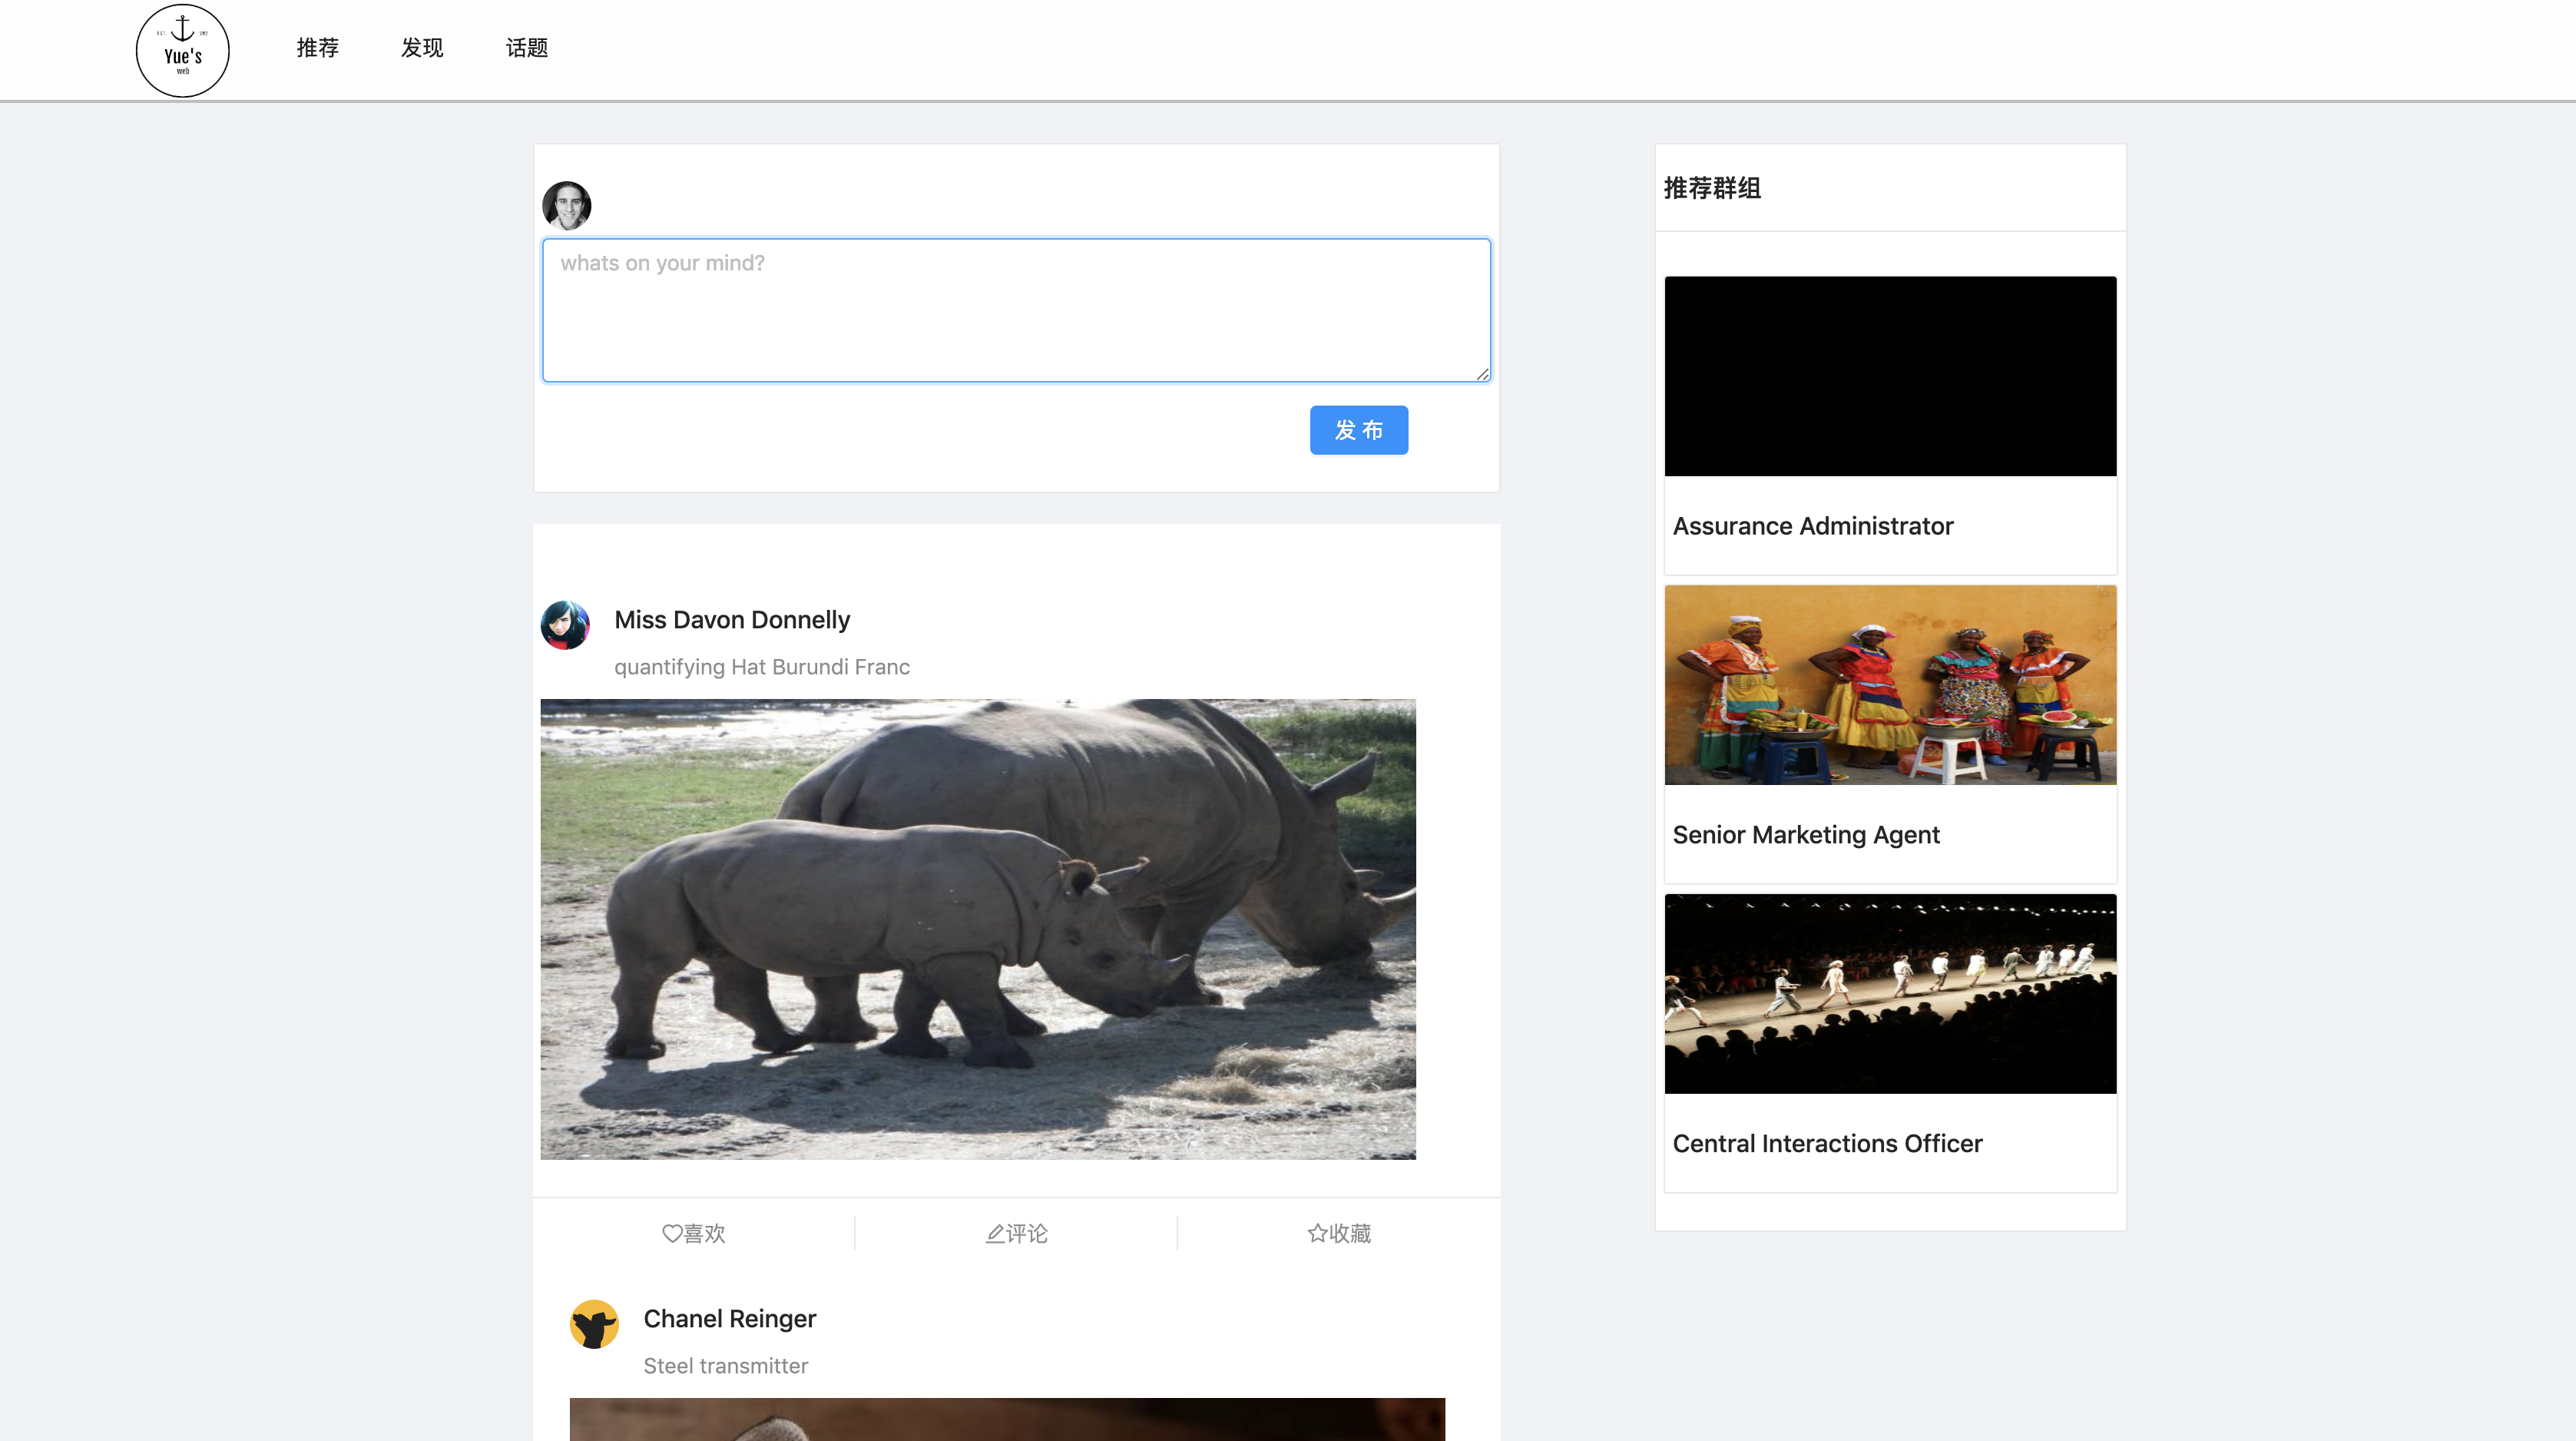 EST.
Yue's
web
推荐
发现
话题
whats on your mind?
发 布
Miss Davon Donnelly
quantifying Hat Burundi Franc
喜欢
评论
收藏
Chanel Reinger
Steel transmitter
推荐群组
Assurance Administrator
Senior Marketing Agent
Central Interactions Officer